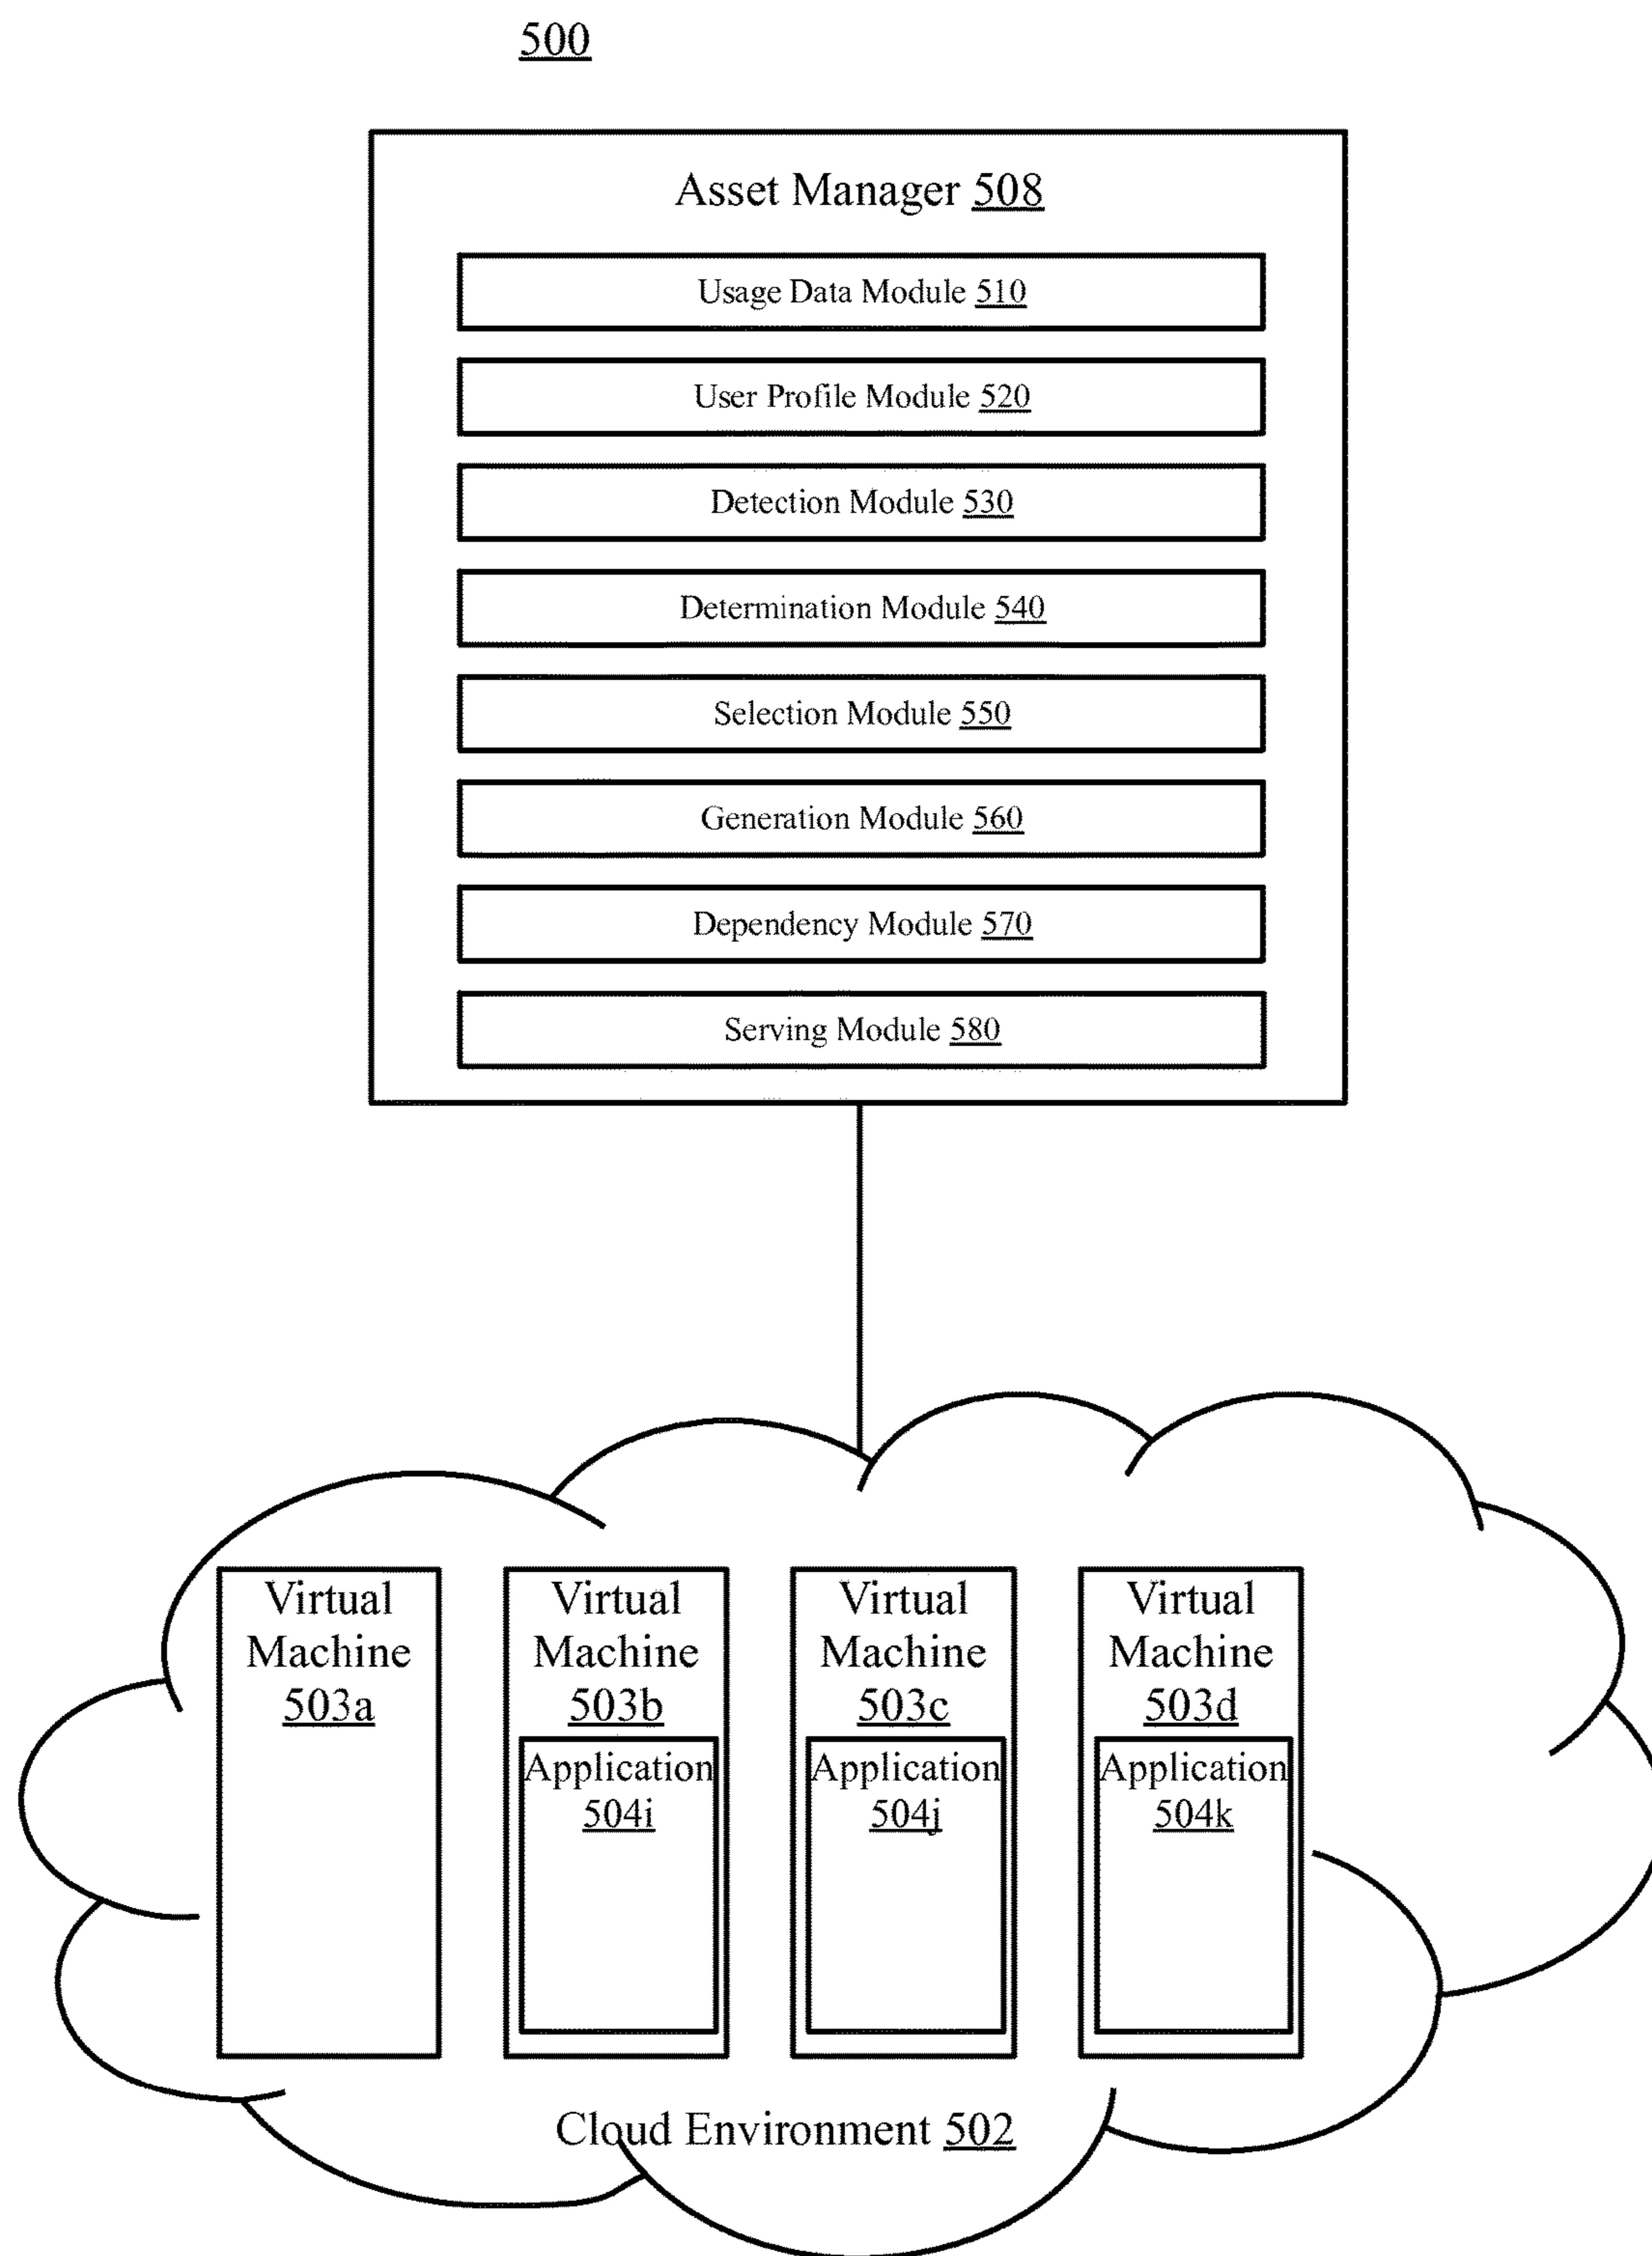 500
Asset Manager 508
Usage Data Module 510
User Profile Module 520
Detection Module 530
Determination Module 540
Selection Module 550
Generation Module 560
Dependency Module 570
Serving Module 580
Virtual
Machine
503a
Virtual
Machine
503b
Application
504i
Virtual
Machine
503c
Application
504j
Virtual
Machine
503d
Application
504k
Cloud Environment 502